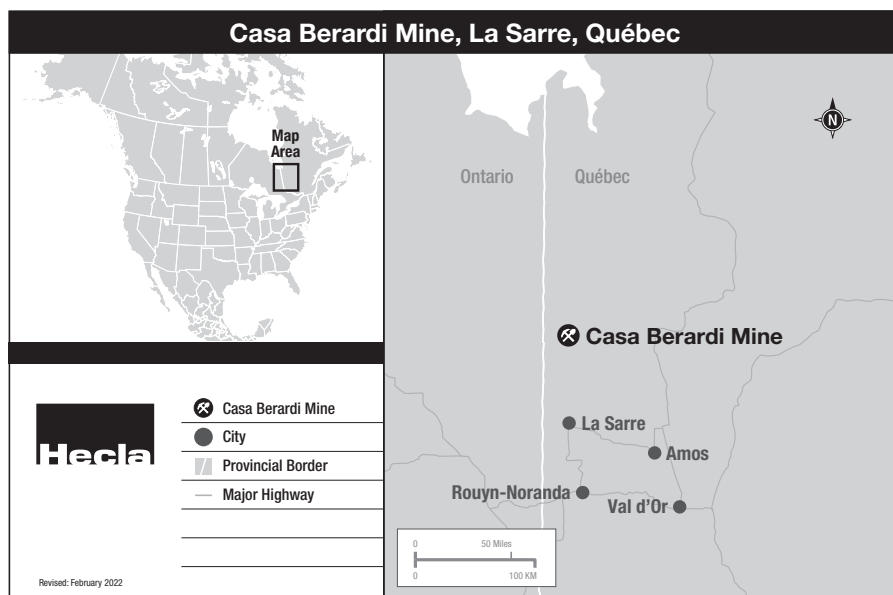 Casa Berardi Mine, La Sarre, Québec
Map
Area
Hecla
Casa Berardi Mine
City
Provincial Border
Major Highway
Revised: February 2022
N
Ontario
Québec
Casa Berardi Mine
La Sarre
Amos
Rouyn-Noranda
Val d'Or
0 50 Miles
0 100 KM